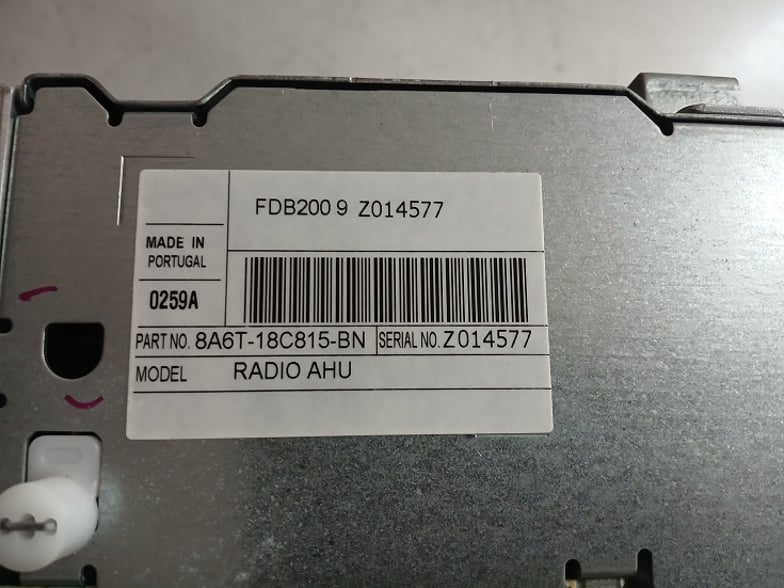 FDB200 9 Z014577
MADE IN
PORTUGAL
0259A
PART NO. 8A6T-18C815-BN SERIAL NO. Z014577
MODEL RADIO AHU